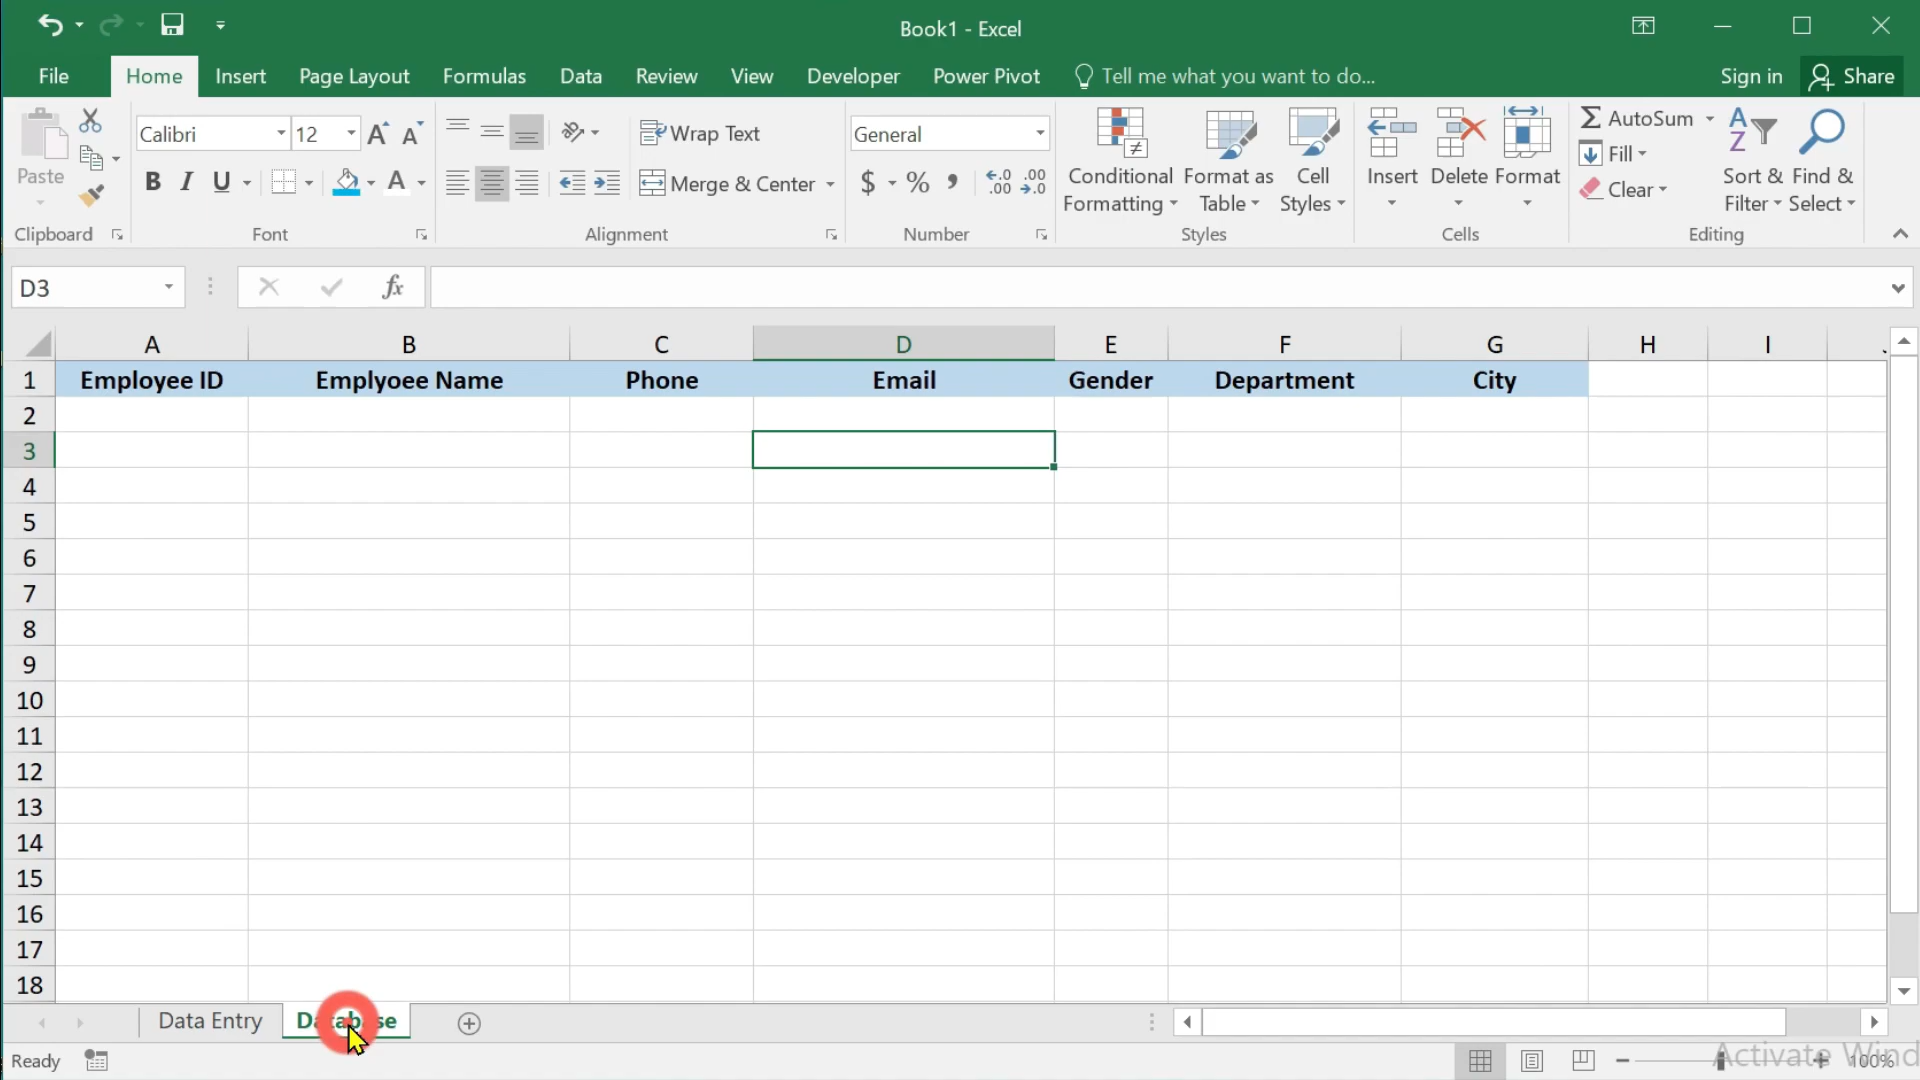 Book1 - Excel
File Home Insert Page Layout Formulas Data Review View Developer Power Pivot Tell me what you want to do... Sign in Share
Paste
Clipboard
Calibri 12
B I U A
Font
Wrap Text
Merge & Center
Alignment
General
$ % ,
Number
Conditional Formatting
Format as Table
Cell Styles
Styles
Insert Delete Format
Cells
AutoSum
Fill
Clear
Sort & Filter
Find & Select
Editing
D3 fx
A B C D E F G H I
1 Employee ID Emplyoee Name Phone Email Gender Department City
2
3
4
5
6
7
8
9
10
11
12
13
14
15
16
17
18
Data Entry Database
Ready 100%